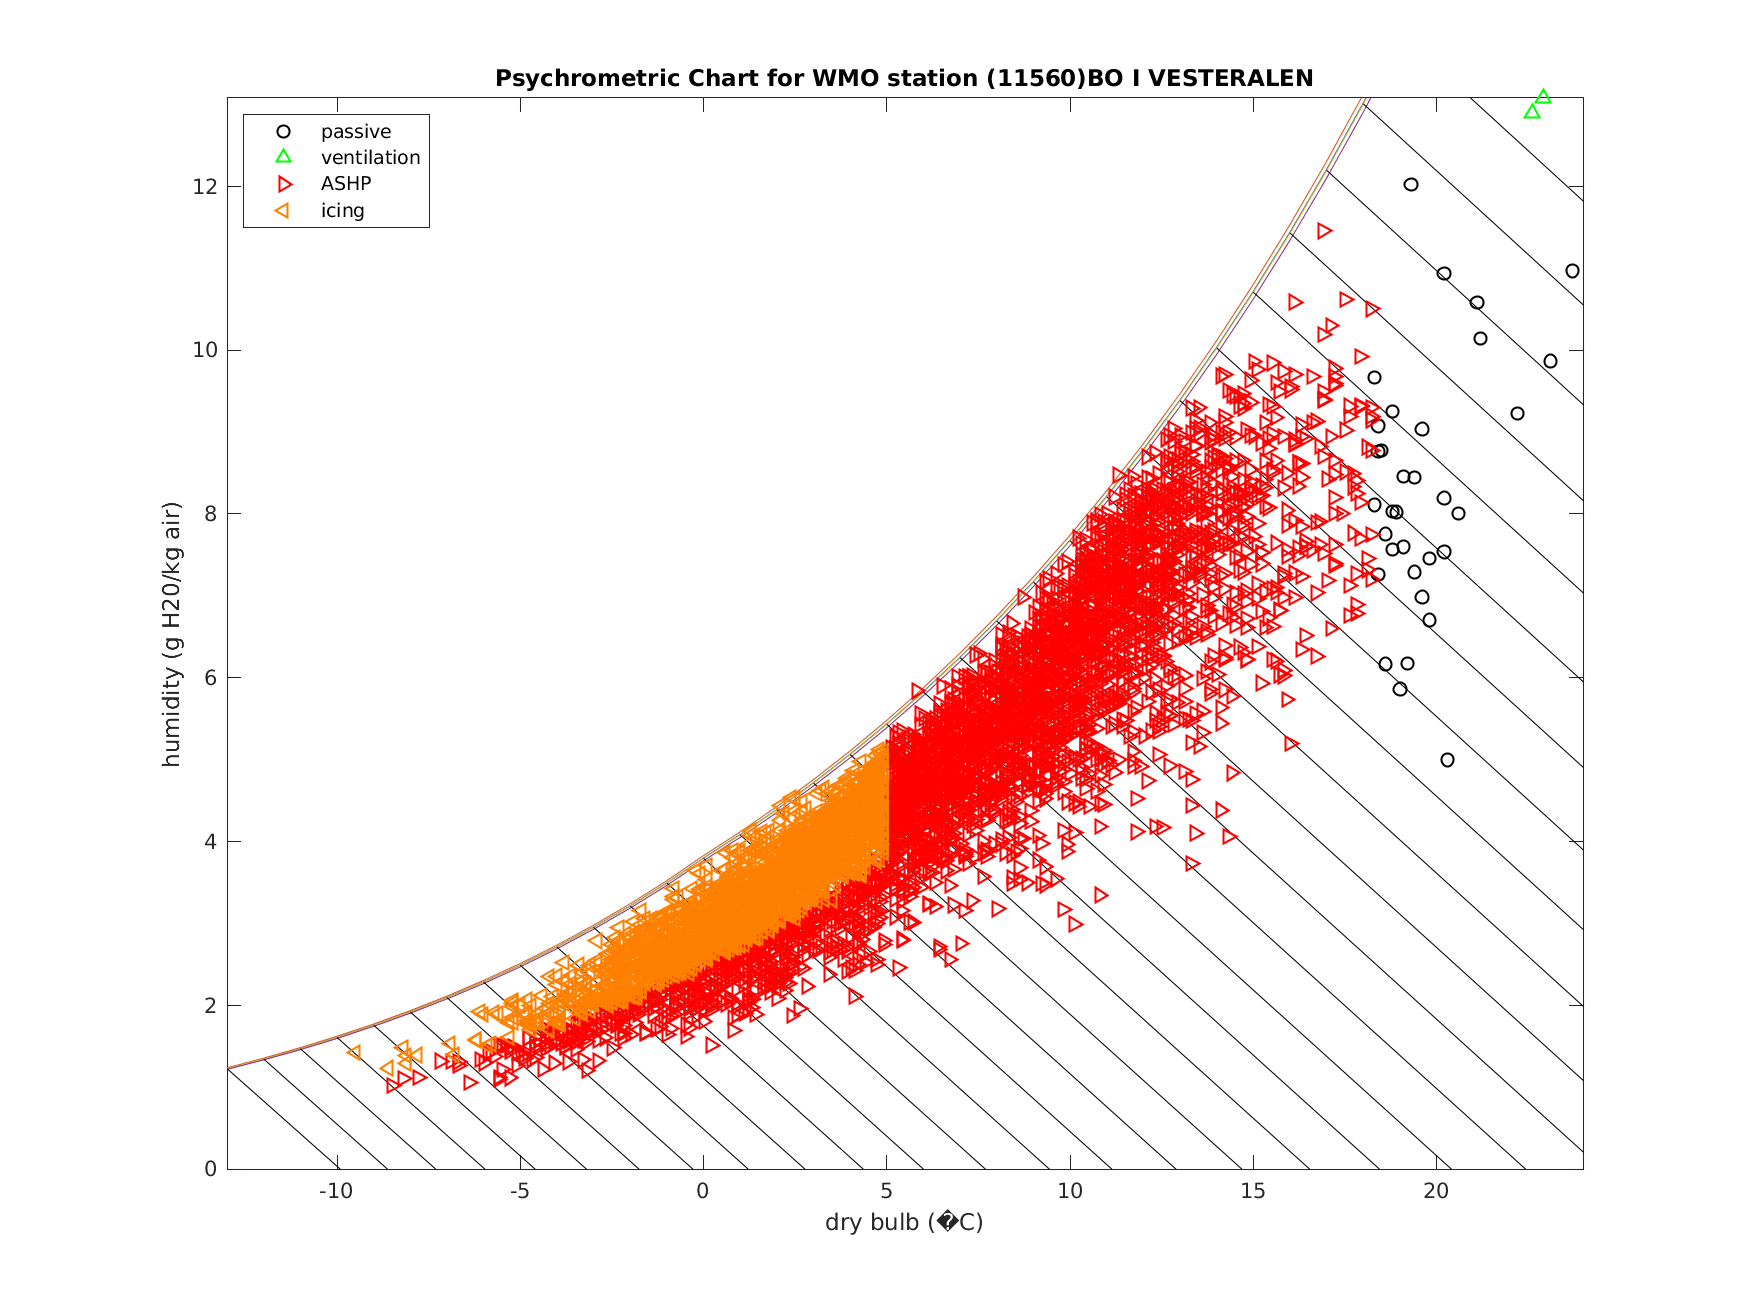 Psychrometric Chart for WMO station (11560)BO I VESTERALEN
passive
ventilation
ASHP
icing
humidity (g H20/kg air)
12
10
8
6
4
2
0
-10 -5 0 5 10 15 20
dry bulb (�C)